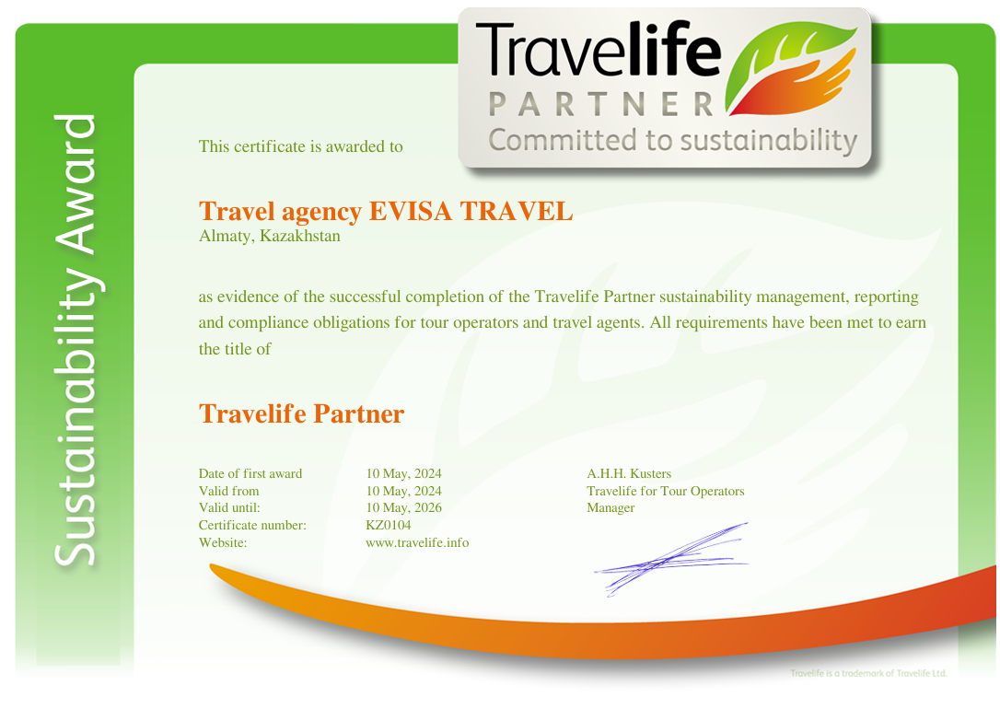 Travelife
PARTNER
Committed to sustainability
Sustainability Award
This certificate is awarded to
Travel agency EVISA TRAVEL
Almaty, Kazakhstan
as evidence of the successful completion of the Travelife Partner sustainability management, reporting
and compliance obligations for tour operators and travel agents. All requirements have been met to earn
the title of
Travelife Partner
Date of first award 10 May, 2024 A.H.H. Kusters
Valid from 10 May, 2024 Travelife for Tour Operators
Valid until: 10 May, 2026 Manager
Certificate number: KZ0104
Website: www.travelife.info
Travelife is a trademark of Travelife Ltd.